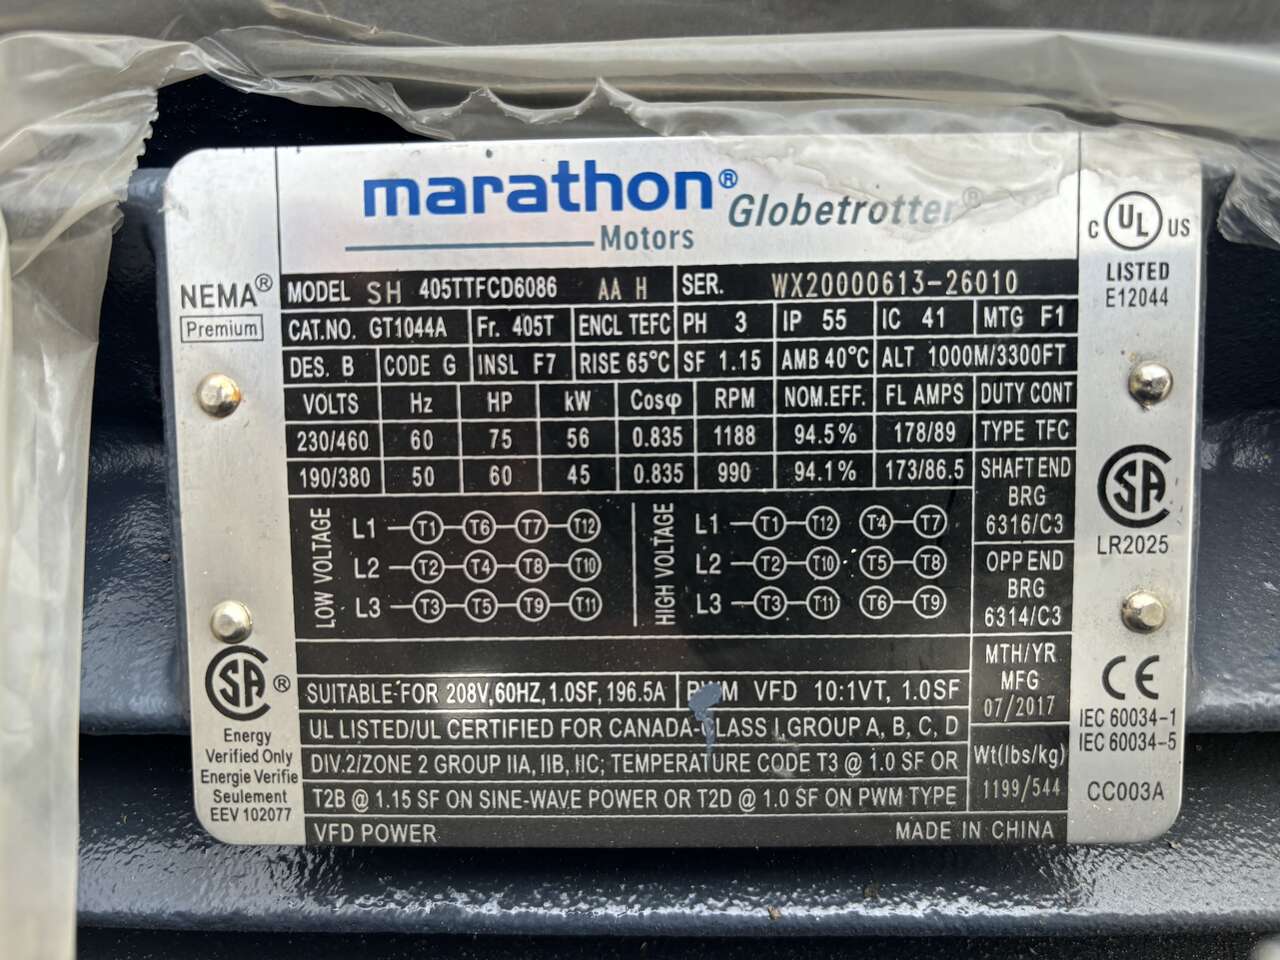 marathon® Globetrotter®
Motors
NEMA®
Premium
C UL US
LISTED
E12044
MODEL SH 405TTFCD6086 AA H SER. WX20000613-26010
CAT.NO. GT1044A Fr. 405T ENCL TEFC PH 3 IP 55 IC 41 MTG F1
DES. B CODE G INSL F7 RISE 65°C SF 1.15 AMB 40°C ALT 1000M/3300FT
VOLTS Hz HP kW Cosφ RPM NOM.EFF. FL AMPS DUTY CONT
230/460 60 75 56 0.835 1188 94.5% 178/89 TYPE TFC
190/380 50 60 45 0.835 990 94.1% 173/86.5 SHAFT END
BRG
6316/C3
OPP END
BRG
6314/C3
LOW VOLTAGE
L1 T1 T6 T7 T12
L2 T2 T4 T8 T10
L3 T3 T5 T9 T11
HIGH VOLTAGE
L1 T1 T12 T4 T7
L2 T2 T10 T5 T8
L3 T3 T11 T6 T9
MTH/YR
MFG
07/2017
Wt(lbs/kg)
1199/544
SUITABLE FOR 208V,60HZ,1.0SF,196.5A PWM VFD 10:1VT, 1.0SF
UL LISTED/UL CERTIFIED FOR CANADA-CLASS I,GROUP A, B, C, D
DIV.2/ZONE 2 GROUP IIA, IIB, IIC; TEMPERATURE CODE T3 @ 1.0 SF OR
T2B @ 1.15 SF ON SINE-WAVE POWER OR T2D @ 1.0 SF ON PWM TYPE
VFD POWER MADE IN CHINA
SA®
Energy
Verified Only
Energie Verifie
Seulement
EEV 102077
SA
LR2025
CE
IEC 60034-1
IEC 60034-5
CC003A